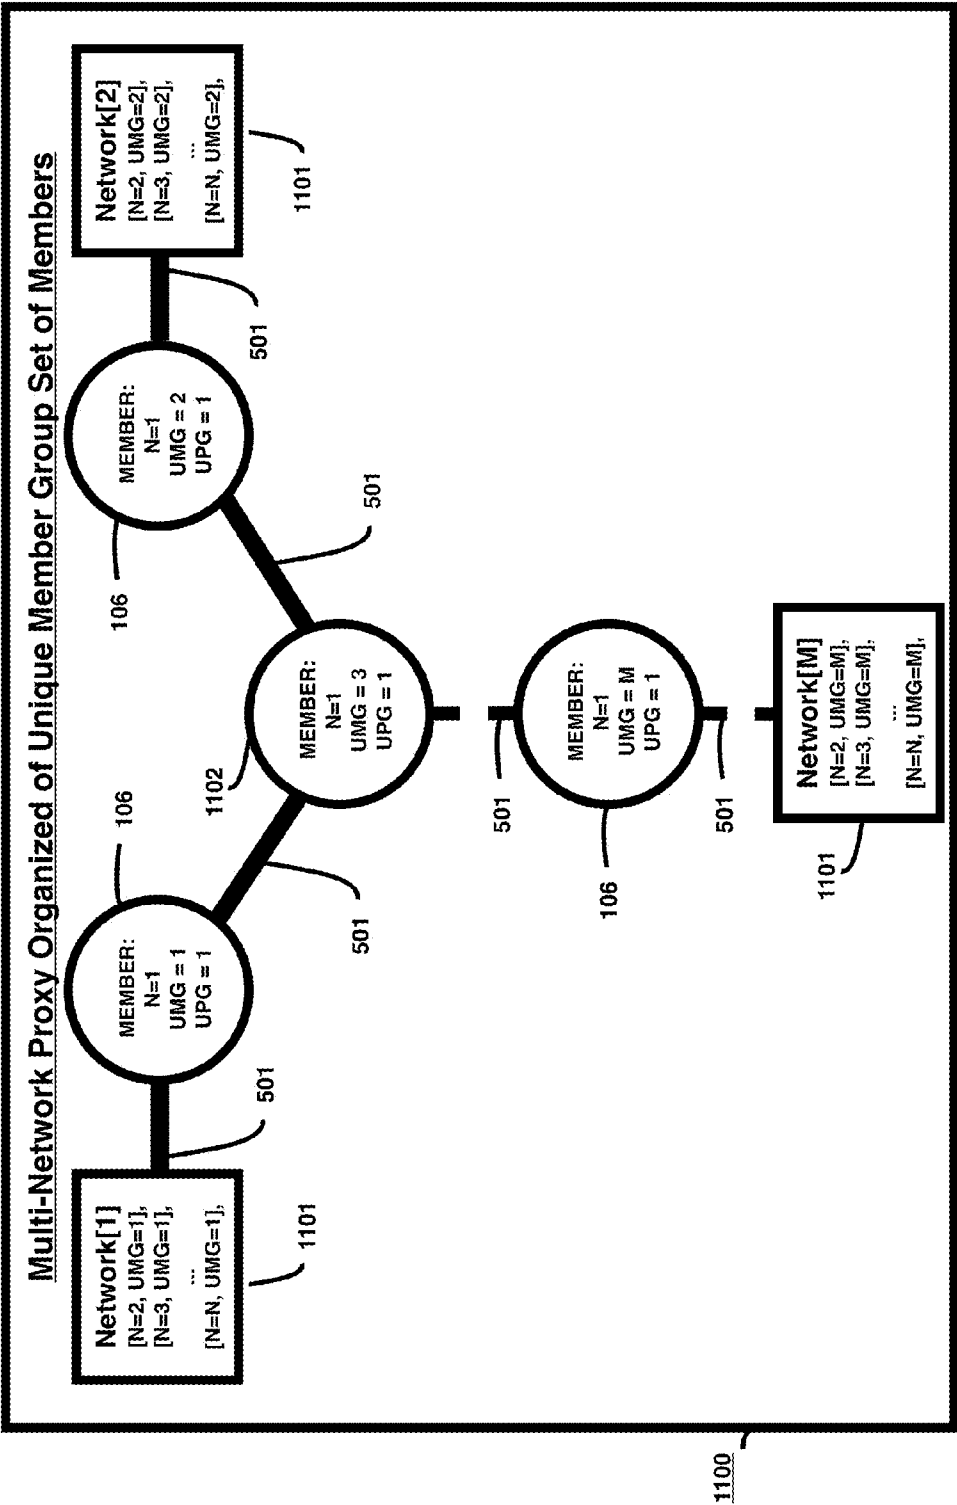 Multi-Network Proxy Organized of Unique Member Group Set of Members
Network[1]
[N=2, UMG=1],
[N=3, UMG=1],
...
[N=N, UMG=1],
1101
501
MEMBER:
N=1
UMG = 1
UPG = 1
106
501
1102
MEMBER:
N=1
UMG = 3
UPG = 1
501
106
MEMBER:
N=1
UMG = 2
UPG = 1
501
Network[2]
[N=2, UMG=2],
[N=3, UMG=2],
...
[N=N, UMG=2],
1101
501
MEMBER:
N=1
UMG = M
UPG = 1
106
501
1101
Network[M]
[N=2, UMG=M],
[N=3, UMG=M],
...
[N=N, UMG=M],
1100